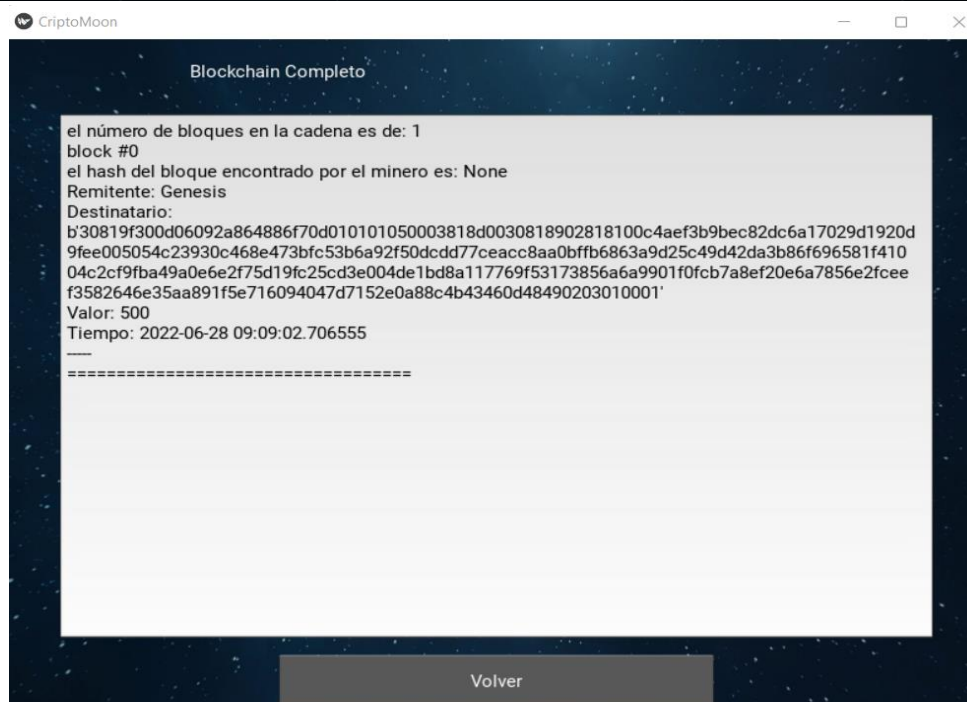 CriptoMoon
Blockchain Completo
el número de bloques en la cadena es de: 1
block #0
el hash del bloque encontrado por el minero es: None
Remitente: Genesis
Destinatario:
b'30819f300d06092a864886f70d010101050003818d0030818902818100c4aef3b9bec82dc6a17029d1920d
9fee005054c23930c468e473bfc53b6a92f50dcdd77ceacc8aa0bffb6863a9d25c49d42da3b86f696581f410
04c2cf9fba49a0e6e2f75d19fc25cd3e004de1bd8a117769f53173856a6a9901f0fcb7a8ef20e6a7856e2fcee
f3582646e35aa891f5e716094047d7152e0a88c4b43460d48490203010001'
Valor: 500
Tiempo: 2022-06-28 09:09:02.706555
-----
===================================
Volver